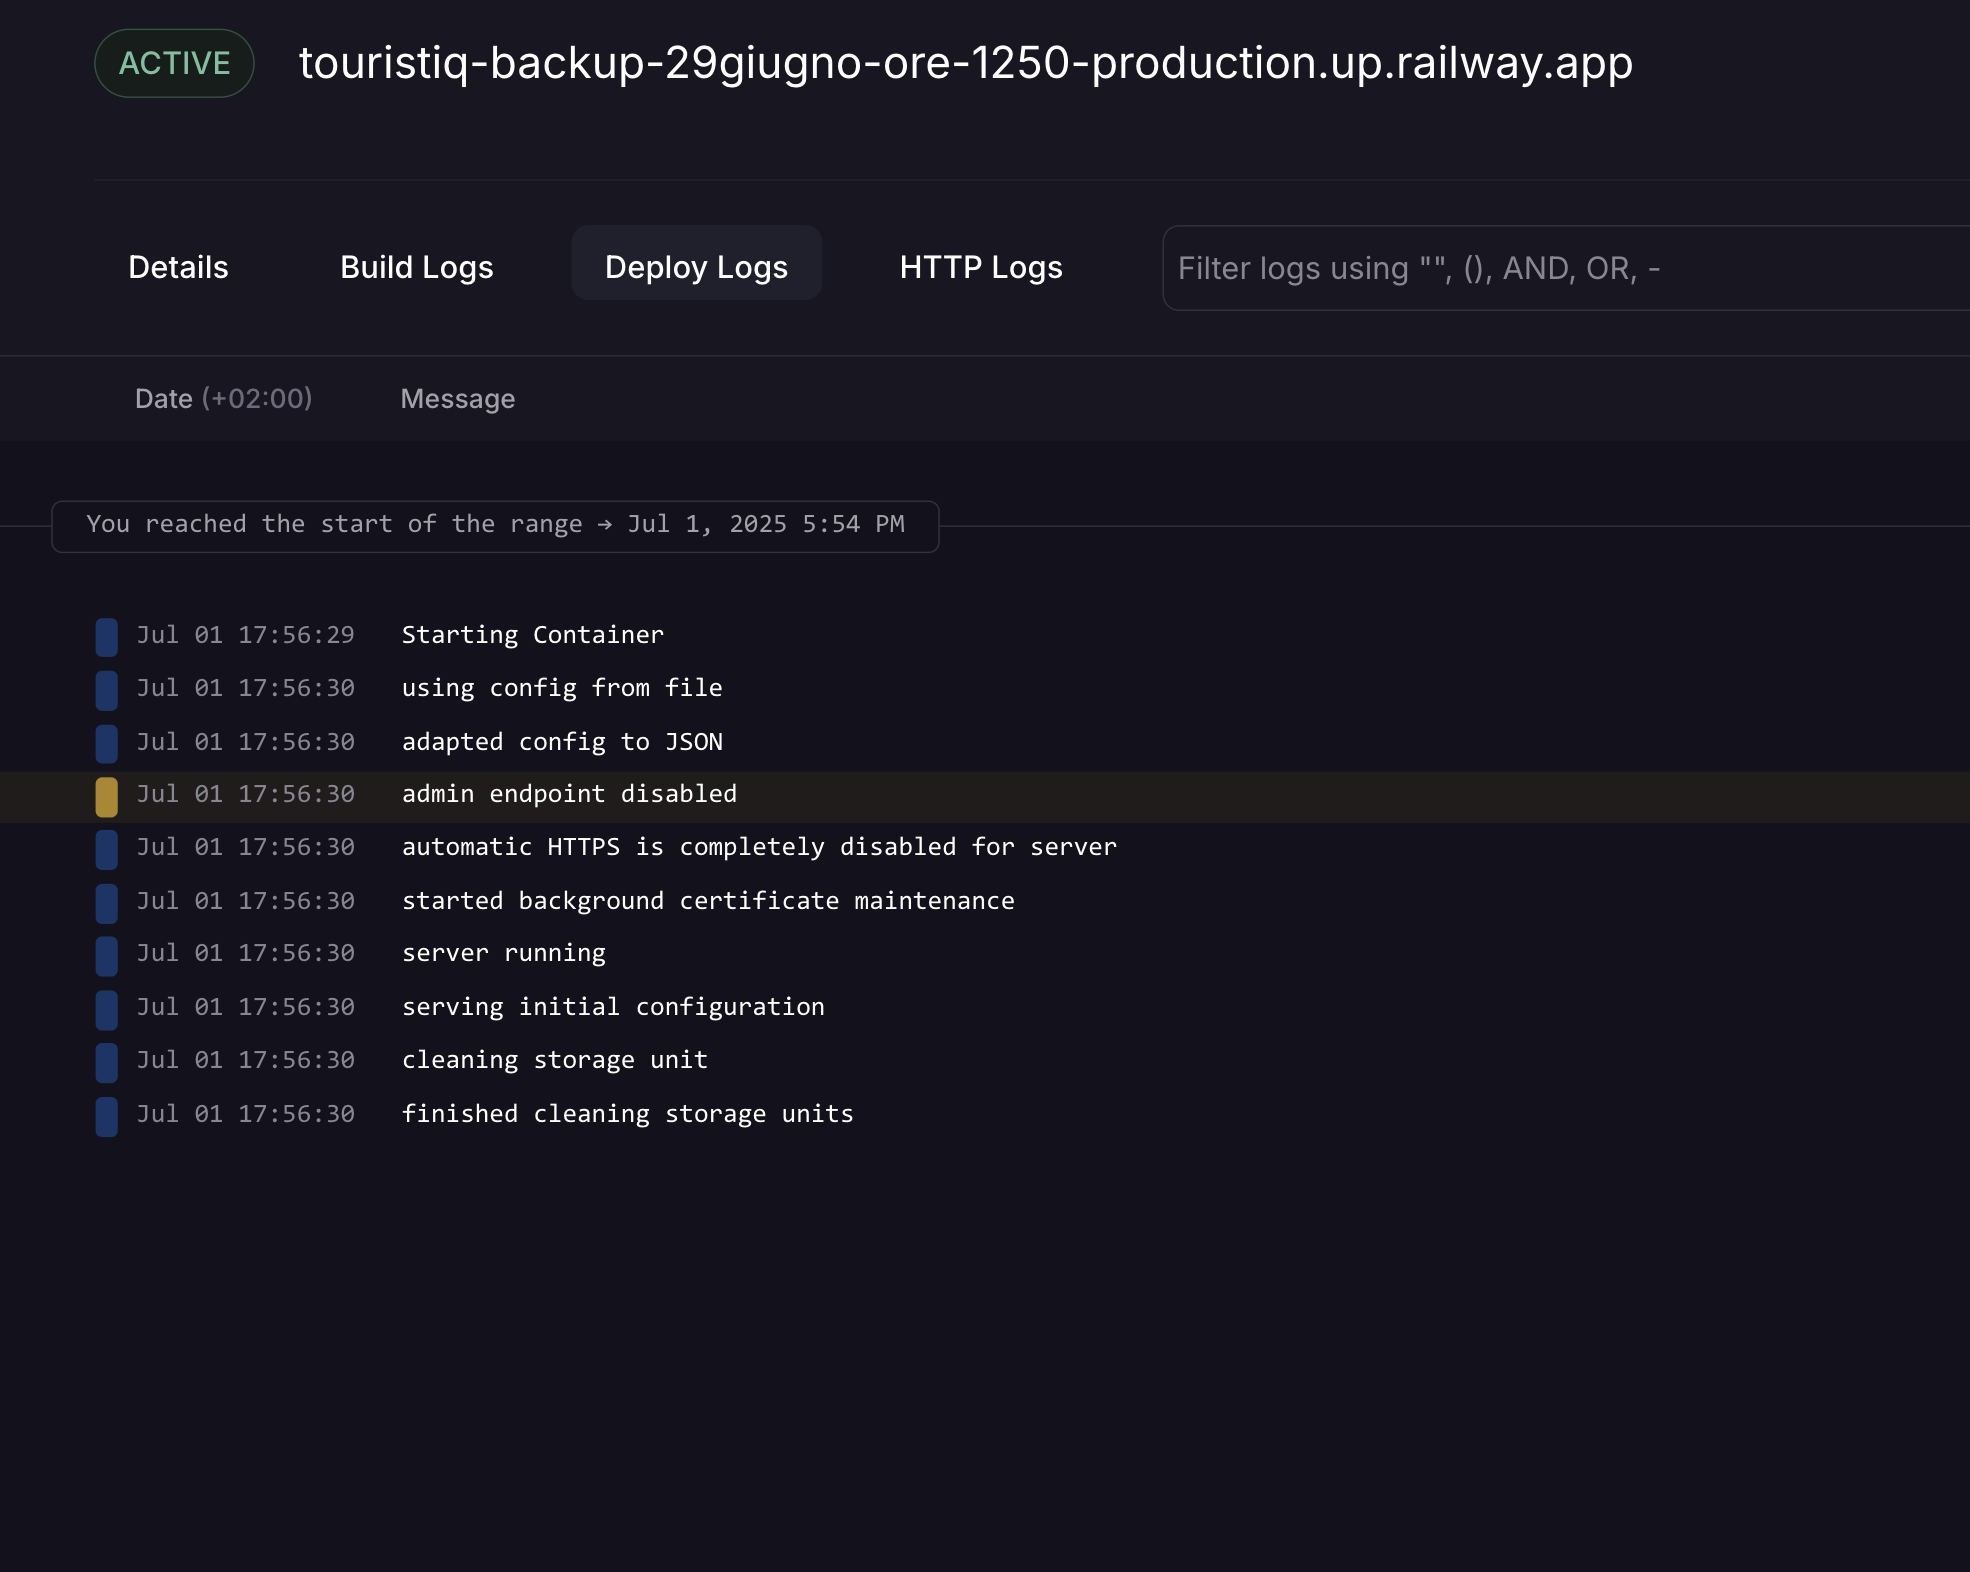 ACTIVE touristiq-backup-29giugno-ore-1250-production.up.railway.app
Details Build Logs Deploy Logs HTTP Logs Filter logs using "", (), AND, OR, -
Date (+02:00) Message
You reached the start of the range → Jul 1, 2025 5:54 PM
Jul 01 17:56:29 Starting Container
Jul 01 17:56:30 using config from file
Jul 01 17:56:30 adapted config to JSON
Jul 01 17:56:30 admin endpoint disabled
Jul 01 17:56:30 automatic HTTPS is completely disabled for server
Jul 01 17:56:30 started background certificate maintenance
Jul 01 17:56:30 server running
Jul 01 17:56:30 serving initial configuration
Jul 01 17:56:30 cleaning storage unit
Jul 01 17:56:30 finished cleaning storage units